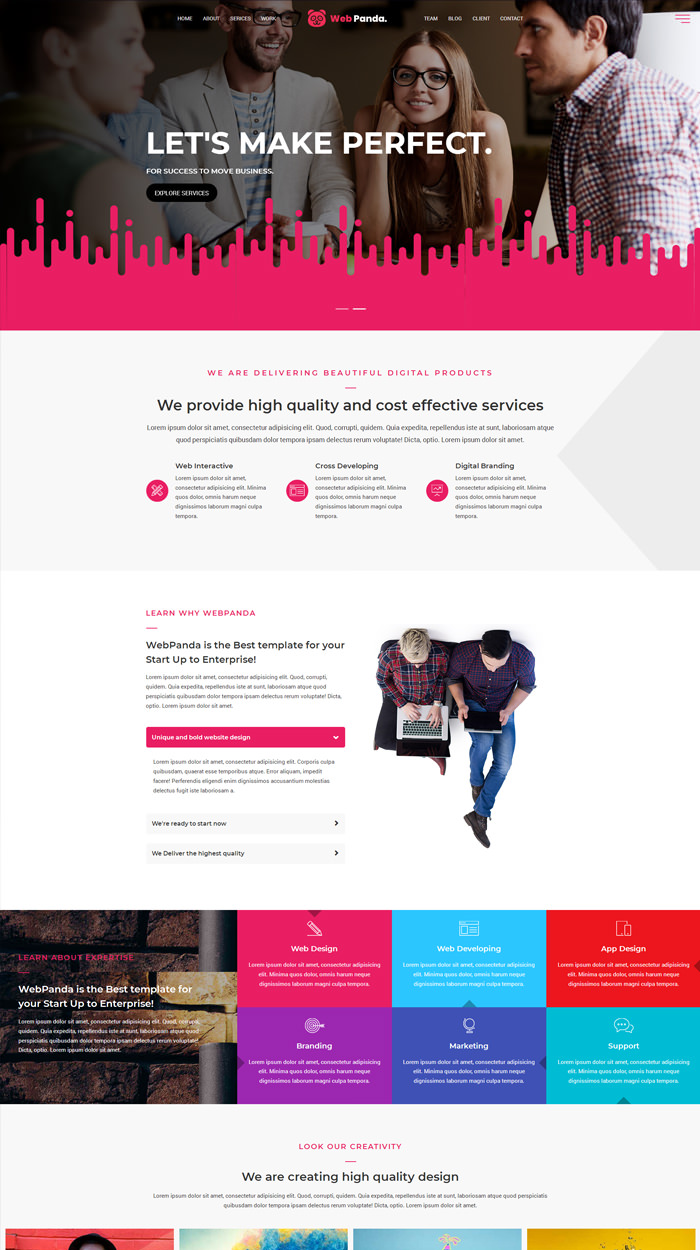 HOME ABOUT SERICES WORK Web Panda. TEAM BLOG CLIENT CONTACT
LET'S MAKE PERFECT.
FOR SUCCESS TO MOVE BUSINESS.
EXPLORE SERVICES
WE ARE DELIVERING BEAUTIFUL DIGITAL PRODUCTS
We provide high quality and cost effective services
Lorem ipsum dolor sit amet, consectetur adipisicing elit. Quod, corrupti, quidem. Quia expedita, repellendus iste at sunt, laboriosam atque
quod perspiciatis quibusdam dolor tempora ipsam delectus rerum voluptate! Dicta, optio. Lorem ipsum dolor sit amet.
Web Interactive
Lorem ipsum dolor sit amet,
consectetur adipisicing elit. Minima
quos dolor, omnis harum neque
dignissimos laborum magni culpa
tempora.
Cross Developing
Lorem ipsum dolor sit amet,
consectetur adipisicing elit. Minima
quos dolor, omnis harum neque
dignissimos laborum magni culpa
tempora.
Digital Branding
Lorem ipsum dolor sit amet,
consectetur adipisicing elit. Minima
quos dolor, omnis harum neque
dignissimos laborum magni culpa
tempora.
LEARN WHY WEBPANDA
WebPanda is the Best template for your
Start Up to Enterprise!
Lorem ipsum dolor sit amet, consectetur adipisicing elit. Quod, corrupti,
quidem. Quia expedita, repellendus iste at sunt, laboriosam atque quod
perspiciatis quibusdam dolor tempora ipsam delectus rerum voluptate! Dicta,
optio. Lorem ipsum dolor sit amet.
Unique and bold website design
Lorem ipsum dolor sit amet, consectetur adipisicing elit. Corporis culpa
quibusdam, quaerat esse temporibus atque. Error aliquam, impedit
facere! Perferendis eligendi enim dignissimos accusantium molestias
delectus fugit iste laboriosam a.
We're ready to start now
We Deliver the highest quality
LEARN ABOUT EXPERTISE
WebPanda is the Best template for
your Start Up to Enterprise!
Lorem ipsum dolor sit amet, consectetur adipisicing elit. Quod, corrupti,
quidem. Quia expedita, repellendus iste at sunt, laboriosam atque quod
perspiciatis quibusdam dolor tempora ipsam delectus rerum voluptate!
Dicta, optio. Lorem ipsum dolor sit amet.
Web Design
Lorem ipsum dolor sit amet, consectetur adipisicing
elit. Minima quos dolor, omnis harum neque
dignissimos laborum magni culpa tempora.
Web Developing
Lorem ipsum dolor sit amet, consectetur adipisicing
elit. Minima quos dolor, omnis harum neque
dignissimos laborum magni culpa tempora.
App Design
Lorem ipsum dolor sit amet, consectetur adipisicing
elit. Minima quos dolor, omnis harum neque
dignissimos laborum magni culpa tempora.
Branding
Lorem ipsum dolor sit amet, consectetur adipisicing
elit. Minima quos dolor, omnis harum neque
dignissimos laborum magni culpa tempora.
Marketing
Lorem ipsum dolor sit amet, consectetur adipisicing
elit. Minima quos dolor, omnis harum neque
dignissimos laborum magni culpa tempora.
Support
Lorem ipsum dolor sit amet, consectetur adipisicing
elit. Minima quos dolor, omnis harum neque
dignissimos laborum magni culpa tempora.
LOOK OUR CREATIVITY
We are creating high quality design
Lorem ipsum dolor sit amet, consectetur adipisicing elit. Quod, corrupti, quidem. Quia expedita, repellendus iste at sunt, laboriosam atque
quod perspiciatis quibusdam dolor tempora ipsam delectus rerum voluptate! Dicta, optio. Lorem ipsum dolor sit amet.